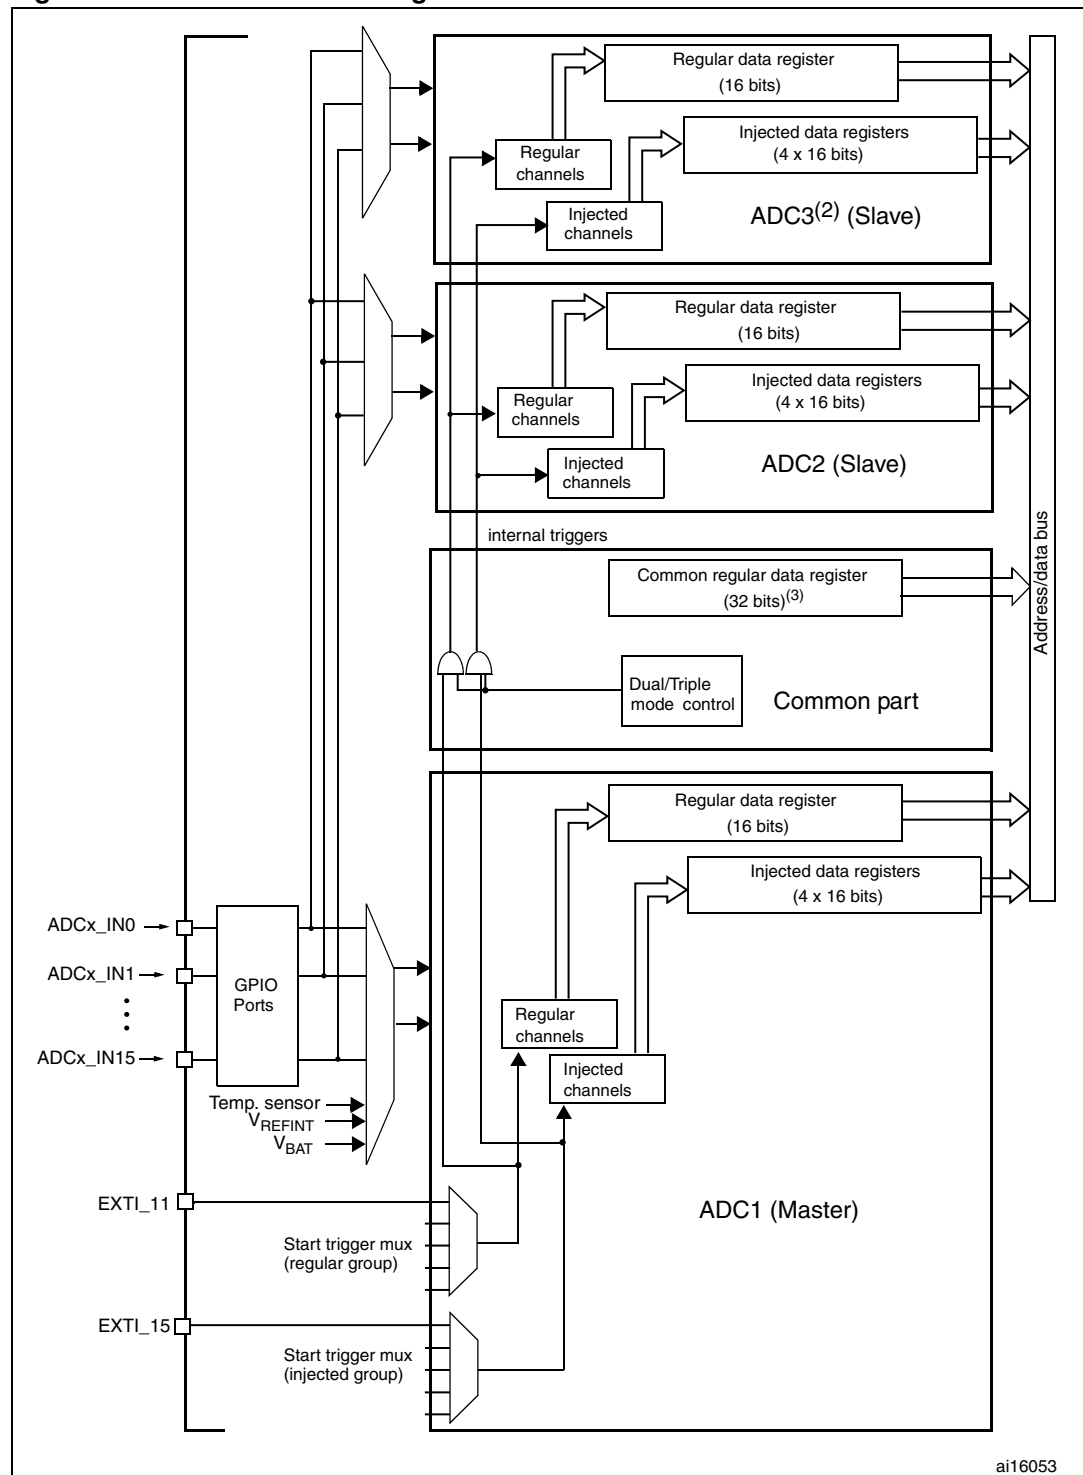 Regular data register
(16 bits)
Injected data registers
(4 x 16 bits)
Regular
channels
Injected
channels
ADC3(2) (Slave)
Regular data register
(16 bits)
Injected data registers
(4 x 16 bits)
Regular
channels
Injected
channels
ADC2 (Slave)
internal triggers
Common regular data register
(32 bits)(3)
Dual/Triple
mode control
Common part
Address/data bus
Regular data register
(16 bits)
Injected data registers
(4 x 16 bits)
ADCx_IN0
ADCx_IN1
ADCx_IN15
GPIO
Ports
Regular
channels
Injected
channels
Temp. sensor
VREFINT
VBAT
EXTI_11
ADC1 (Master)
Start trigger mux
(regular group)
EXTI_15
Start trigger mux
(injected group)
ai16053